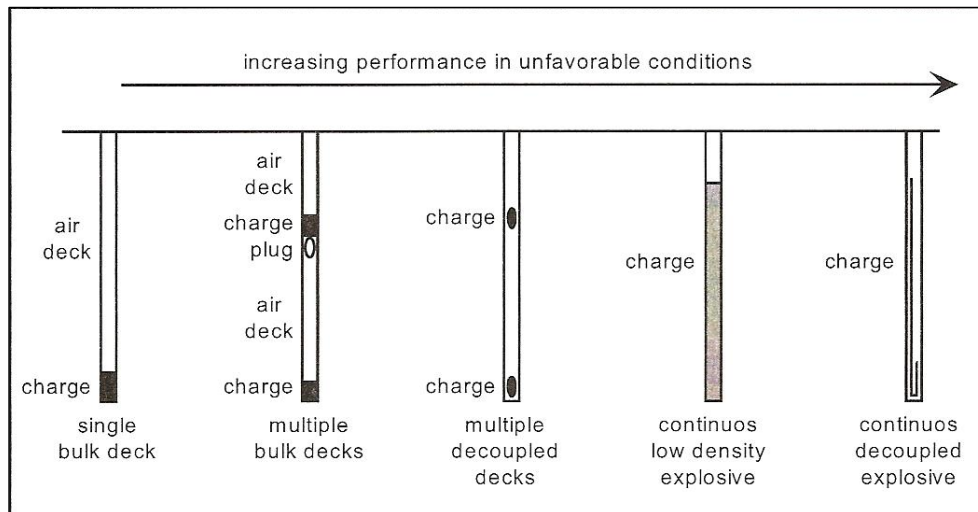 increasing performance in unfavorable conditions
air
deck
charge
single
bulk deck
air
deck
charge
plug
air
deck
charge
multiple
bulk decks
charge
charge
multiple
decoupled
decks
charge
continuos
low density
explosive
charge
continuos
decoupled
explosive